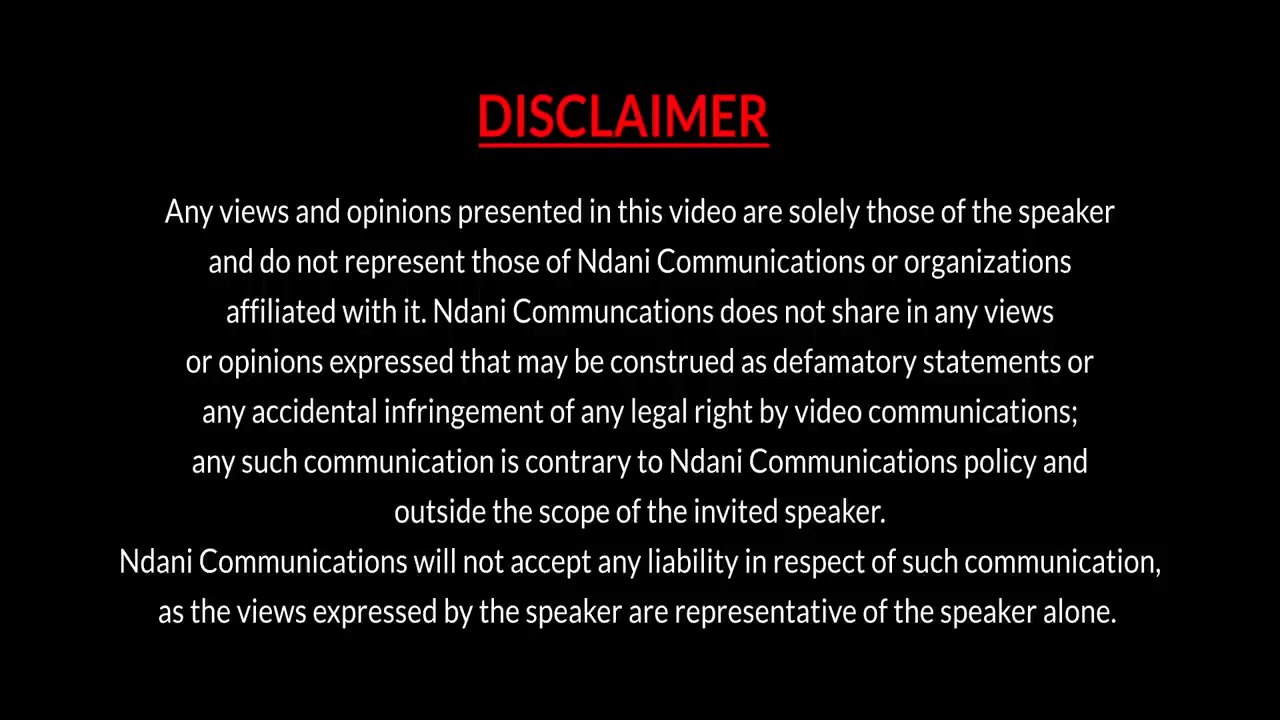 DISCLAIMER
Any views and opinions presented in this video are solely those of the speaker
and do not represent those of Ndani Communications or organizations
affiliated with it. Ndani Communcations does not share in any views
or opinions expressed that may be construed as defamatory statements or
any accidental infringement of any legal right by video communications;
any such communication is contrary to Ndani Communications policy and
outside the scope of the invited speaker.
Ndani Communications will not accept any liability in respect of such communication,
as the views expressed by the speaker are representative of the speaker alone.